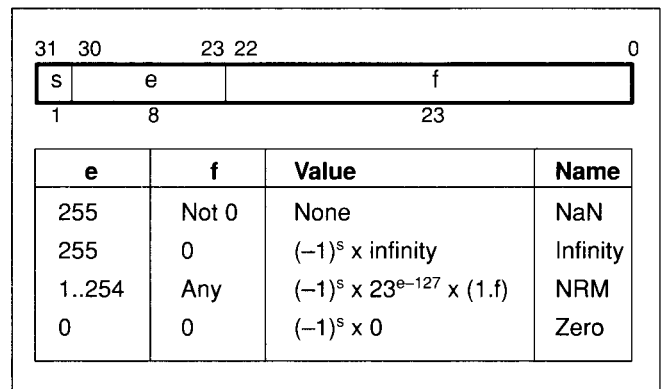 31 30 23 22 0
s e f
1 8 23
e f Value Name
255 Not 0 None NaN
255 0 (–1)ˢ x infinity Infinity
1..254 Any (–1)ˢ x 23ᵉ⁻¹²⁷ x (1.f) NRM
0 0 (–1)ˢ x 0 Zero